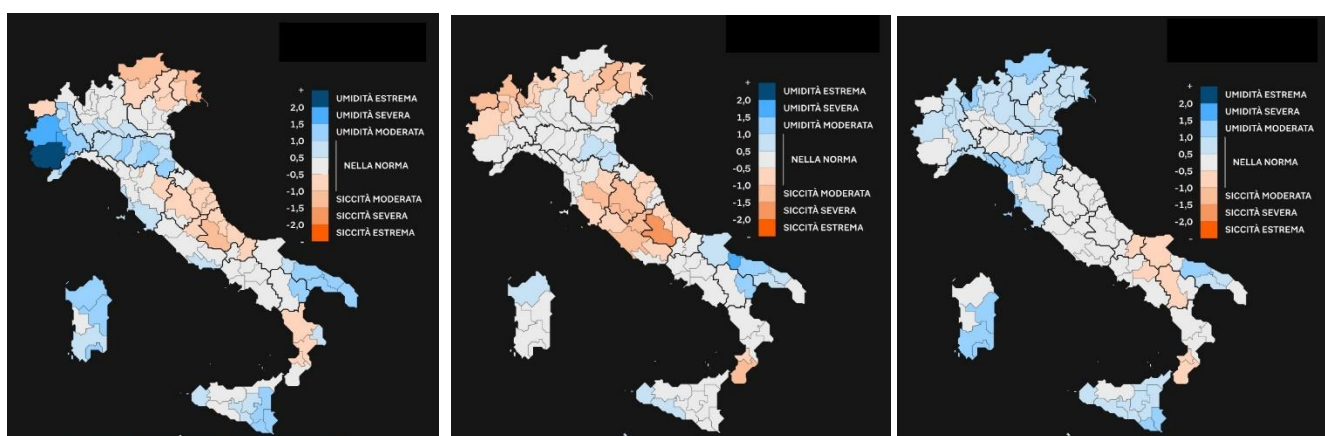 +
2,0
1,5
1,0
0,5
-0,5
-1,0
-1,5
-2,0
-
UMIDITÀ ESTREMA
UMIDITÀ SEVERA
UMIDITÀ MODERATA
NELLA NORMA
SICCITÀ MODERATA
SICCITÀ SEVERA
SICCITÀ ESTREMA
+
2,0
1,5
1,0
0,5
-0,5
-1,0
-1,5
-2,0
-
UMIDITÀ ESTREMA
UMIDITÀ SEVERA
UMIDITÀ MODERATA
NELLA NORMA
SICCITÀ MODERATA
SICCITÀ SEVERA
SICCITÀ ESTREMA
+
2,0
1,5
1,0
0,5
-0,5
-1,0
-1,5
-2,0
-
UMIDITÀ ESTREMA
UMIDITÀ SEVERA
UMIDITÀ MODERATA
NELLA NORMA
SICCITÀ MODERATA
SICCITÀ SEVERA
SICCITÀ ESTREMA